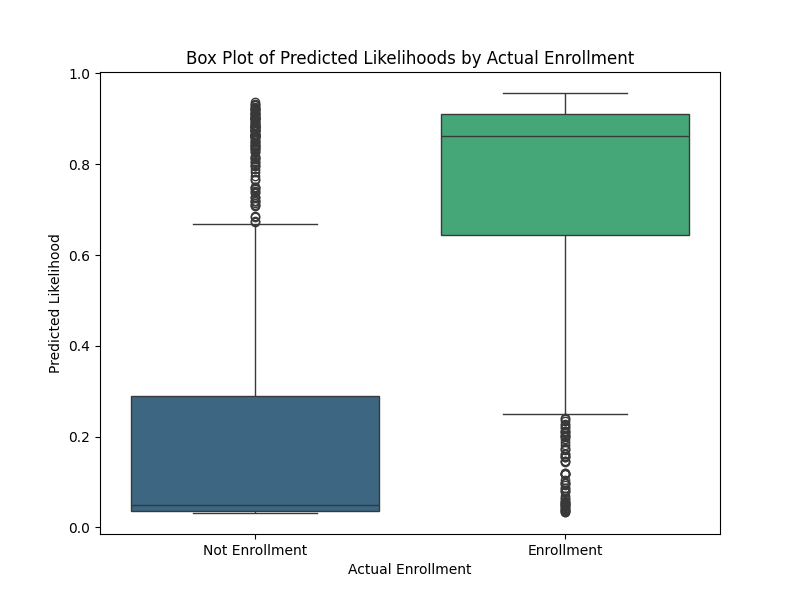 Box Plot of Predicted Likelihoods by Actual Enrollment
1.0
0.8
0.6
0.4
0.2
0.0
Predicted Likelihood
Not Enrollment
Enrollment
Actual Enrollment